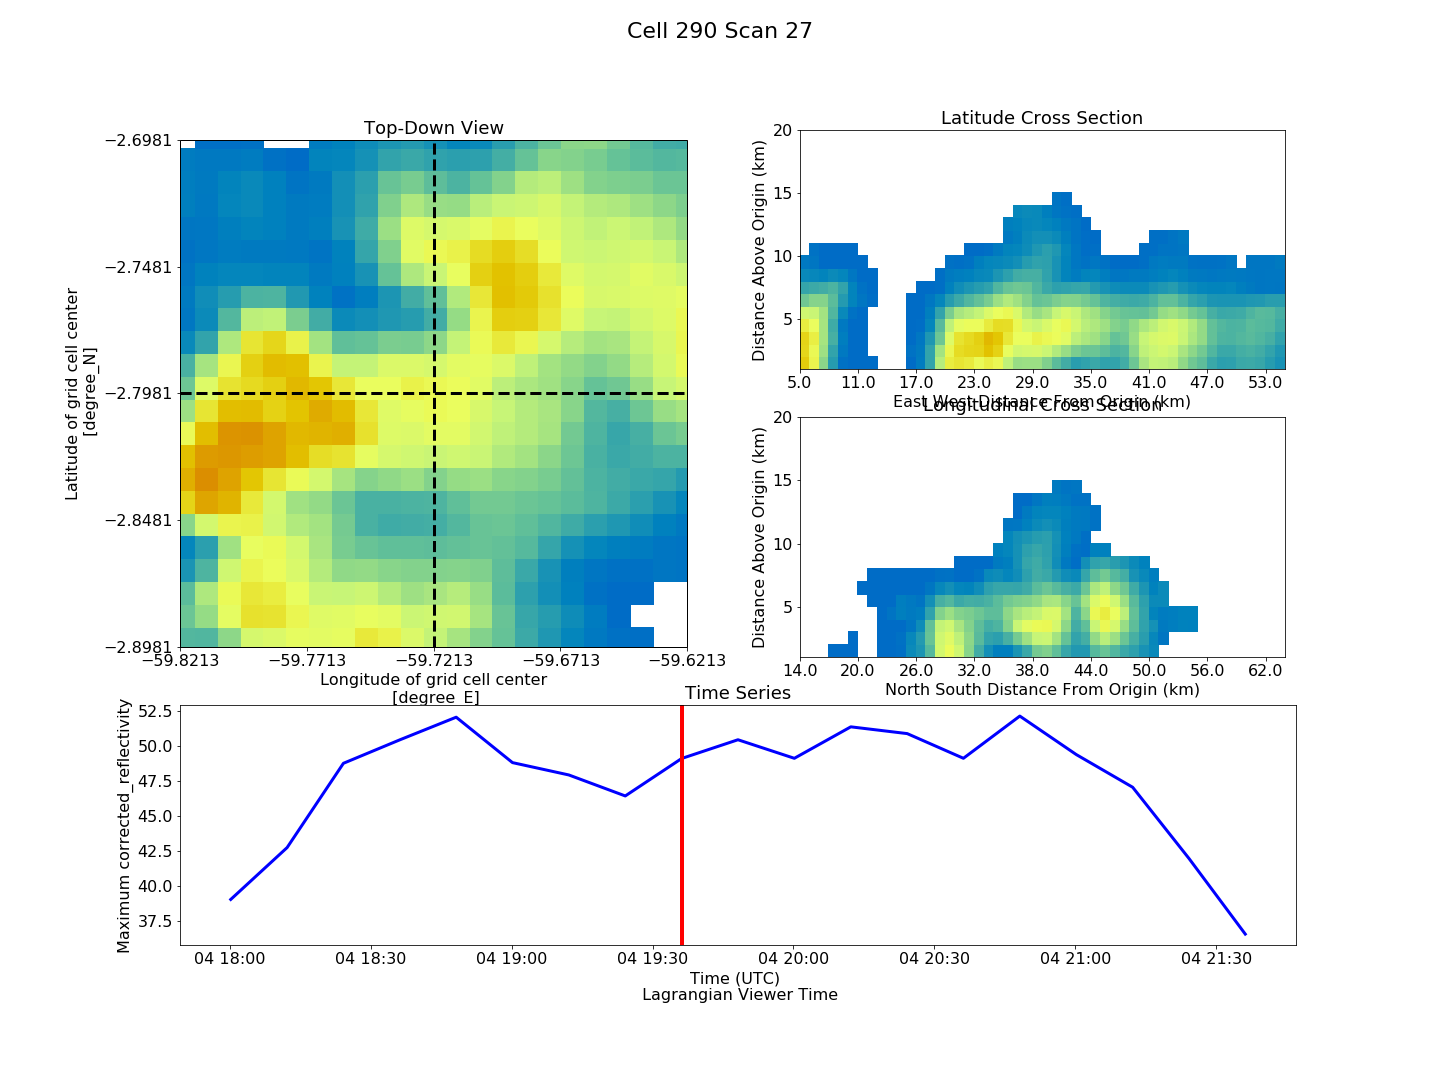 Cell 290 Scan 27
Top-Down View
−2.6981
−2.7481
−2.7981
−2.8481
−2.8981
Latitude of grid cell center
[degree_N]
−59.8213 −59.7713 −59.7213 −59.6713 −59.6213
Longitude of grid cell center
[degree_E]
Latitude Cross Section
20
15
10
5
Distance Above Origin (km)
5.0 11.0 17.0 23.0 29.0 35.0 41.0 47.0 53.0
East West Distance From Origin (km)
Longitudinal Cross Section
20
15
10
5
Distance Above Origin (km)
14.0 20.0 26.0 32.0 38.0 44.0 50.0 56.0 62.0
North South Distance From Origin (km)
Time Series
52.5
50.0
47.5
45.0
42.5
40.0
37.5
Maximum corrected_reflectivity
04 18:00 04 18:30 04 19:00 04 19:30 04 20:00 04 20:30 04 21:00 04 21:30
Time (UTC)
Lagrangian Viewer Time